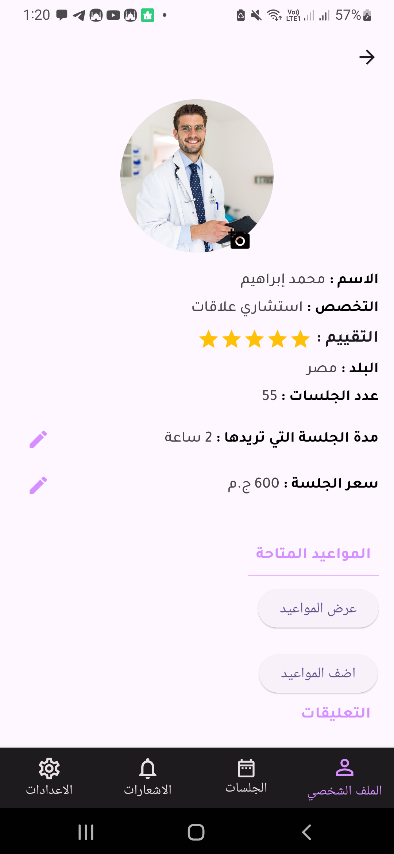 1:20 57%
الاسم : محمد إبراهيم
التخصص : استشاري علاقات
التقييم :
البلد : مصر
عدد الجلسات : 55
مدة الجلسة التي تريدها : 2 ساعة
سعر الجلسة : 600 ج.م
المواعيد المتاحة
عرض المواعيد
اضف المواعيد
التعليقات
الملف الشخصي الجلسات الاشعارات الاعدادات